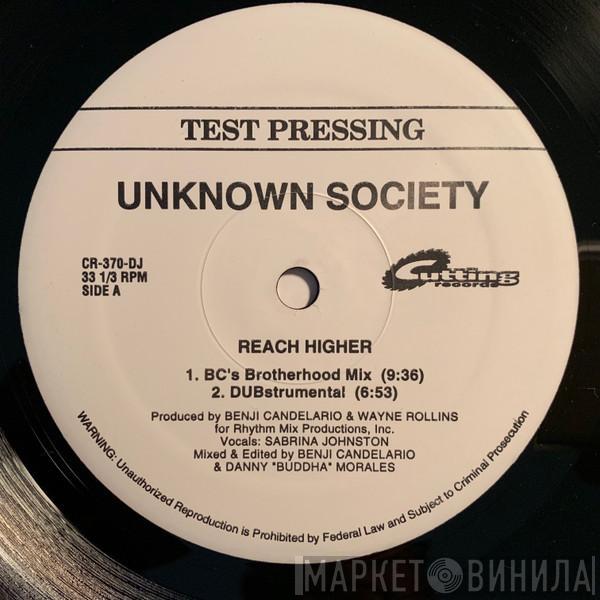 TEST PRESSING
UNKNOWN SOCIETY
CR-370-DJ
33 1/3 RPM
SIDE A
Cutting
records
REACH HIGHER
1. BC's Brotherhood Mix (9:36)
2. DUBstrumental (6:53)
Produced by BENJI CANDELARIO & WAYNE ROLLINS
for Rhythm Mix Productions, Inc.
Vocals: SABRINA JOHNSTON
Mixed & Edited by BENJI CANDELARIO
& DANNY "BUDDHA" MORALES
WARNING: Unauthorized Reproduction is Prohibited by Federal Law and Subject to Criminal Prosecution
МАРКЕТ ВИНИЛА